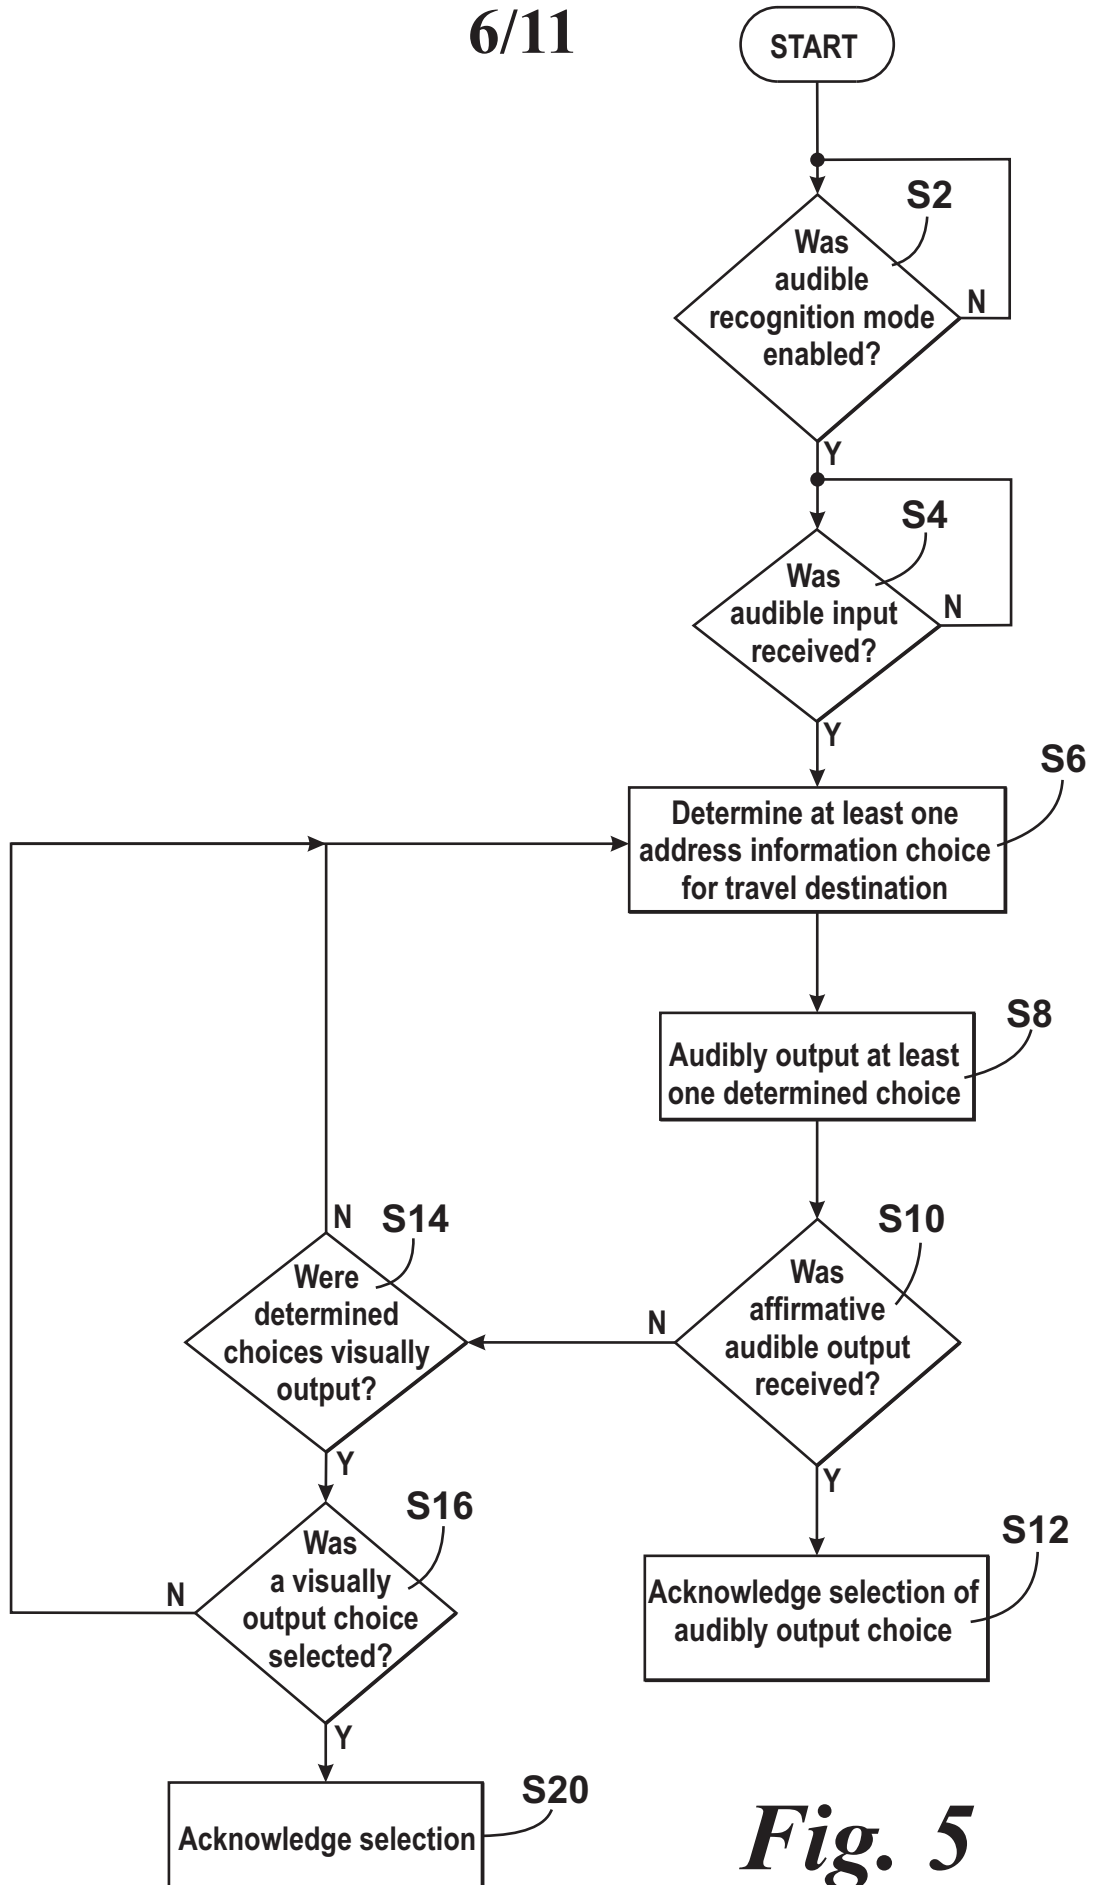 6/11
START
S2
Was
audible
recognition mode
enabled?
N
Y
S4
Was
audible input
received?
N
Y
S6
Determine at least one
address information choice
for travel destination
S8
Audibly output at least
one determined choice
S10
Was
affirmative
audible output
received?
N
Y
S14
N
Were
determined
choices visually
output?
Y
S16
Was
a visually
output choice
selected?
N
Y
S12
Acknowledge selection of
audibly output choice
S20
Acknowledge selection
Fig. 5